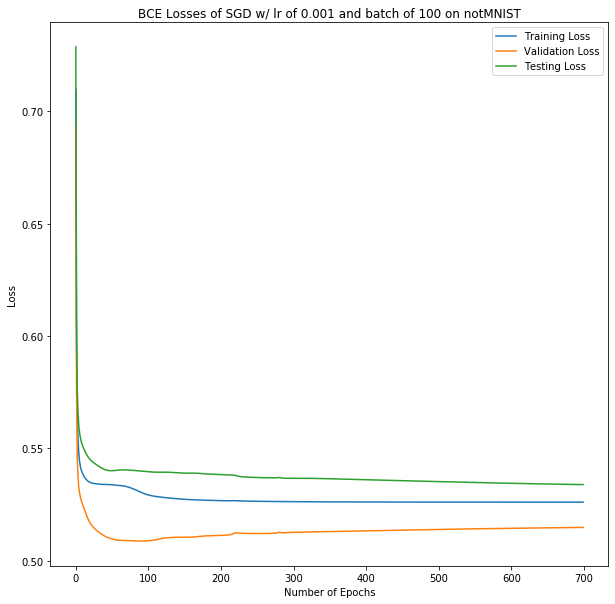 BCE Losses of SGD w/ lr of 0.001 and batch of 100 on notMNIST
Training Loss
Validation Loss
Testing Loss
0.70
0.65
0.60
0.55
0.50
Loss
0 100 200 300 400 500 600 700
Number of Epochs